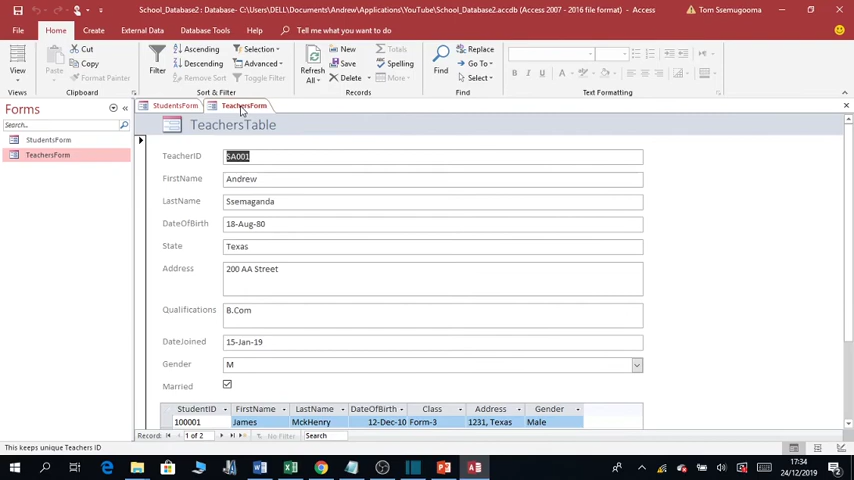 School_Database2 : Database- C:\Users\DELL\Documents\Andrew\Applications\YouTube\School_Database2.accdb (Access 2007 - 2016 file format) - Access
Tom Ssemugooma
File Home Create External Data Database Tools Help Tell me what you want to do
View
Views
Paste
Cut
Copy
Format Painter
Clipboard
Filter
Ascending
Descending
Remove Sort
Selection
Advanced
Toggle Filter
Sort & Filter
Refresh All
New
Save
Delete
Totals
Spelling
More
Records
Find
Replace
Go To
Select
Find
B I U
Text Formatting
Forms
Search...
StudentsForm
TeachersForm
StudentsForm TeachersForm
TeachersTable
TeacherID SA001
FirstName Andrew
LastName Ssemaganda
DateOfBirth 18-Aug-80
State Texas
Address 200 AA Street
Qualifications B.Com
DateJoined 15-Jan-19
Gender M
Married
StudentID FirstName LastName DateOfBirth Class Address Gender
100001 James MckHenry 12-Dec-10 Form-3 1231, Texas Male
Record: 1 of 2 No Filter Search
This keeps unique Teachers ID
17:34
24/12/2019